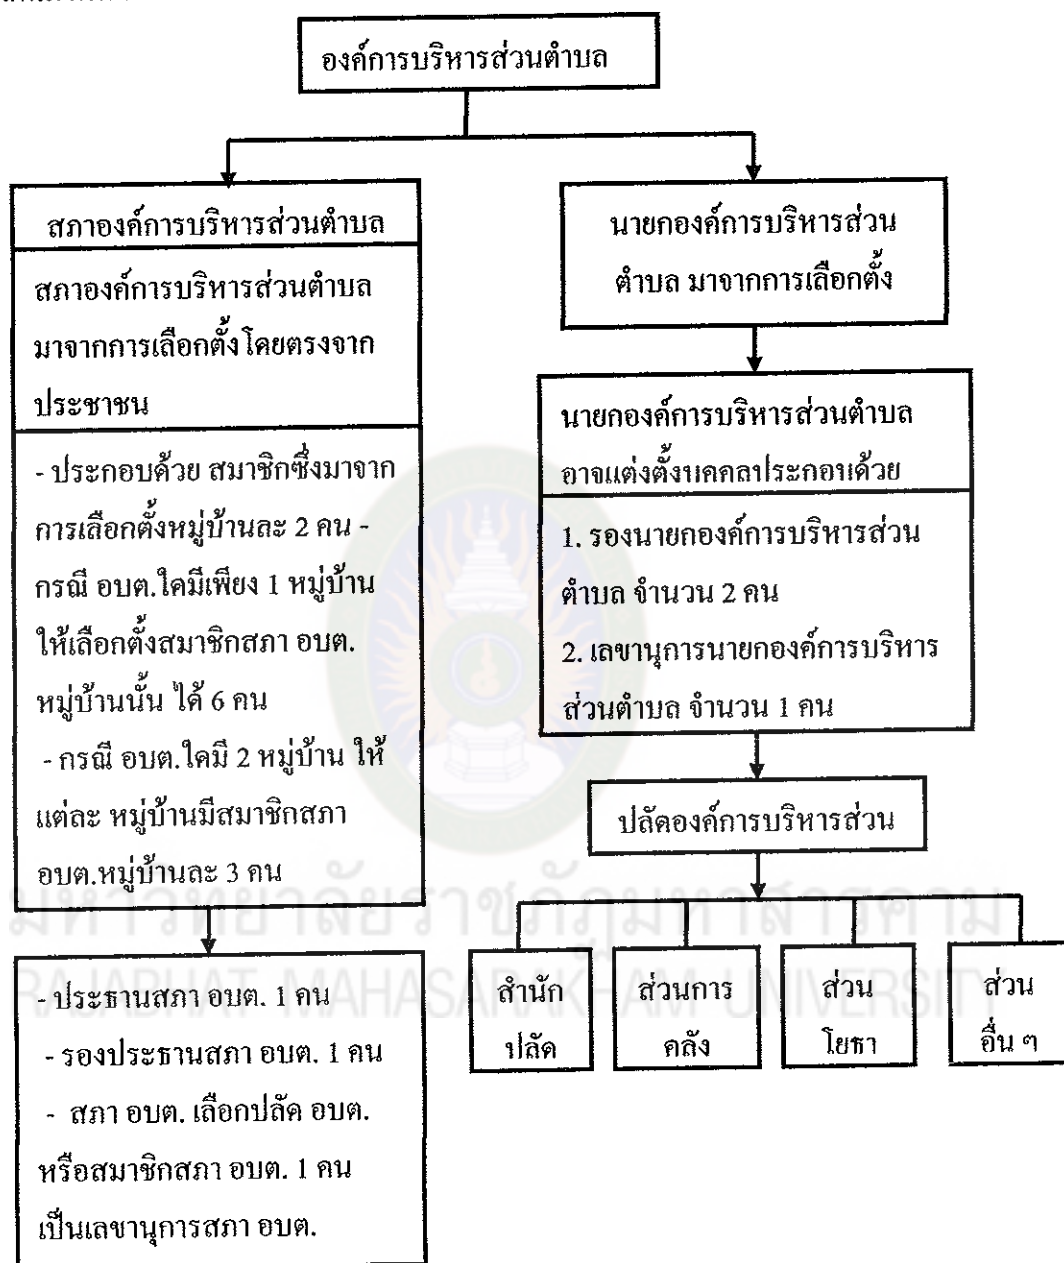 องค์การบริหารส่วนตำบล
สภาองค์การบริหารส่วนตำบล
สภาองค์การบริหารส่วนตำบล
มาจากการเลือกตั้งโดยตรงจาก
ประชาชน
- ประกอบด้วย สมาชิกซึ่งมาจาก
การเลือกตั้งหมู่บ้านละ 2 คน -
กรณี อบต.ใดมีเพียง 1 หมู่บ้าน
ให้เลือกตั้งสมาชิกสภา อบต.
หมู่บ้านนั้น ได้ 6 คน
- กรณี อบต.ใดมี 2 หมู่บ้าน ให้
แต่ละ หมู่บ้านมีสมาชิกสภา
อบต.หมู่บ้านละ 3 คน
- ประธานสภา อบต. 1 คน
- รองประธานสภา อบต. 1 คน
- สภา อบต. เลือกปลัด อบต.
หรือสมาชิกสภา อบต. 1 คน
เป็นเลขานุการสภา อบต.
นายกองค์การบริหารส่วน
ตำบล มาจากการเลือกตั้ง
นายกองค์การบริหารส่วนตำบล
อาจแต่งตั้งบุคคลประกอบด้วย
1. รองนายกองค์การบริหารส่วน
ตำบล จำนวน 2 คน
2. เลขานุการนายกองค์การบริหาร
ส่วนตำบล จำนวน 1 คน
ปลัดองค์การบริหารส่วน
สำนัก
ปลัด
ส่วนการ
คลัง
ส่วน
โยธา
ส่วน
อื่น ๆ
มหาวิทยาลัยราชภัฏมหาสารคาม
RAJABHAT MAHASARAKHAM UNIVERSITY